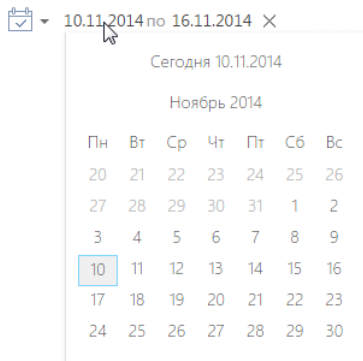 10.11.2014 по 16.11.2014
Сегодня 10.11.2014
Ноябрь 2014
Пн Вт Ср Чт Пт Сб Вс
20 21 22 23 24 25 26
27 28 29 30 31 1 2
3 4 5 6 7 8 9
10 11 12 13 14 15 16
17 18 19 20 21 22 23
24 25 26 27 28 29 30